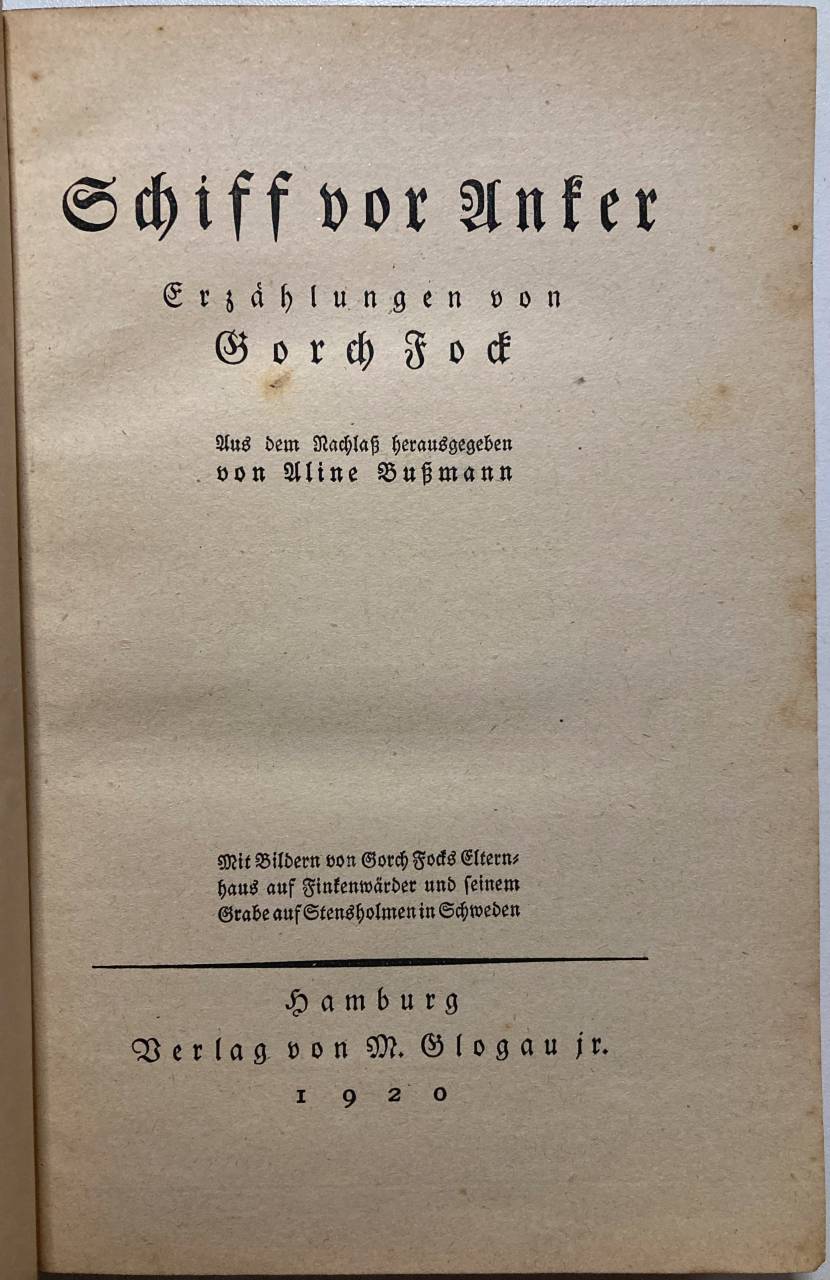 Schiff vor Anker
Erzählungen von
Gorch Fock
Aus dem Nachlaß herausgegeben
von Aline Bußmann
Mit Bildern von Gorch Focks Eltern-
haus auf Finkenwärder und seinem
Grabe auf Stensholmen in Schweden
Hamburg
Verlag von M. Glogau jr.
1920